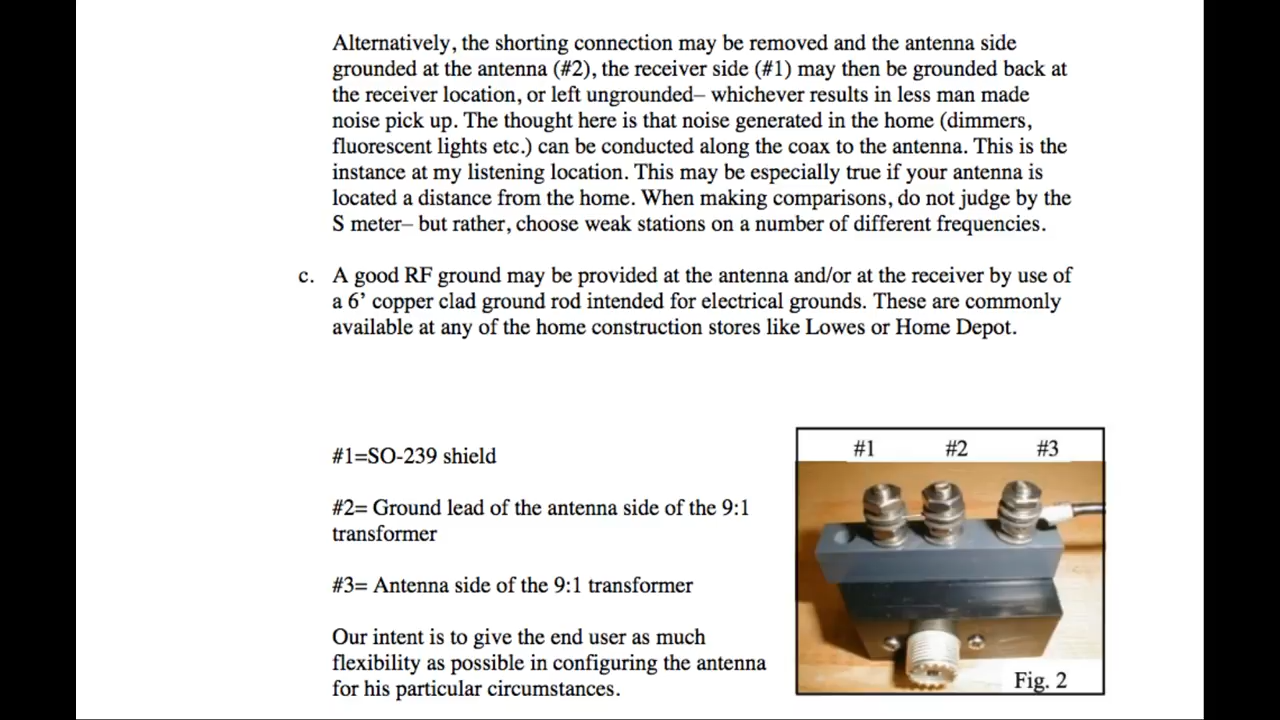 Alternatively, the shorting connection may be removed and the antenna side
grounded at the antenna (#2), the receiver side (#1) may then be grounded back at
the receiver location, or left ungrounded– whichever results in less man made
noise pick up. The thought here is that noise generated in the home (dimmers,
fluorescent lights etc.) can be conducted along the coax to the antenna. This is the
instance at my listening location. This may be especially true if your antenna is
located a distance from the home. When making comparisons, do not judge by the
S meter– but rather, choose weak stations on a number of different frequencies.
c. A good RF ground may be provided at the antenna and/or at the receiver by use of
a 6’ copper clad ground rod intended for electrical grounds. These are commonly
available at any of the home construction stores like Lowes or Home Depot.
#1=SO-239 shield
#2= Ground lead of the antenna side of the 9:1
transformer
#3= Antenna side of the 9:1 transformer
Our intent is to give the end user as much
flexibility as possible in configuring the antenna
for his particular circumstances.
#1 #2 #3
Fig. 2